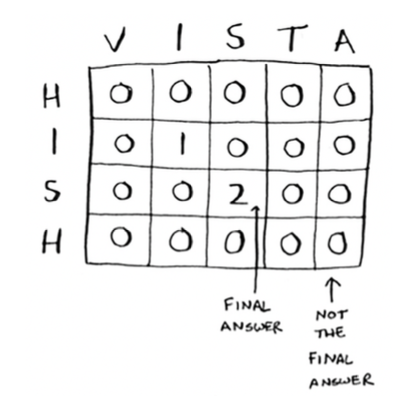 V I S T A
H 0 0 0 0 0
I 0 1 0 0 0
S 0 0 2 0 0
H 0 0 0 0 0
FINAL
ANSWER
NOT
THE
FINAL
ANSWER